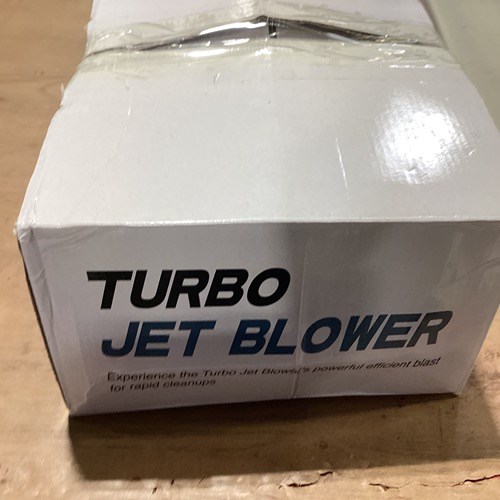 TURBO
JET BLOWER
Experience the Turbo Jet Blower's powerful efficient blast
for rapid cleanups